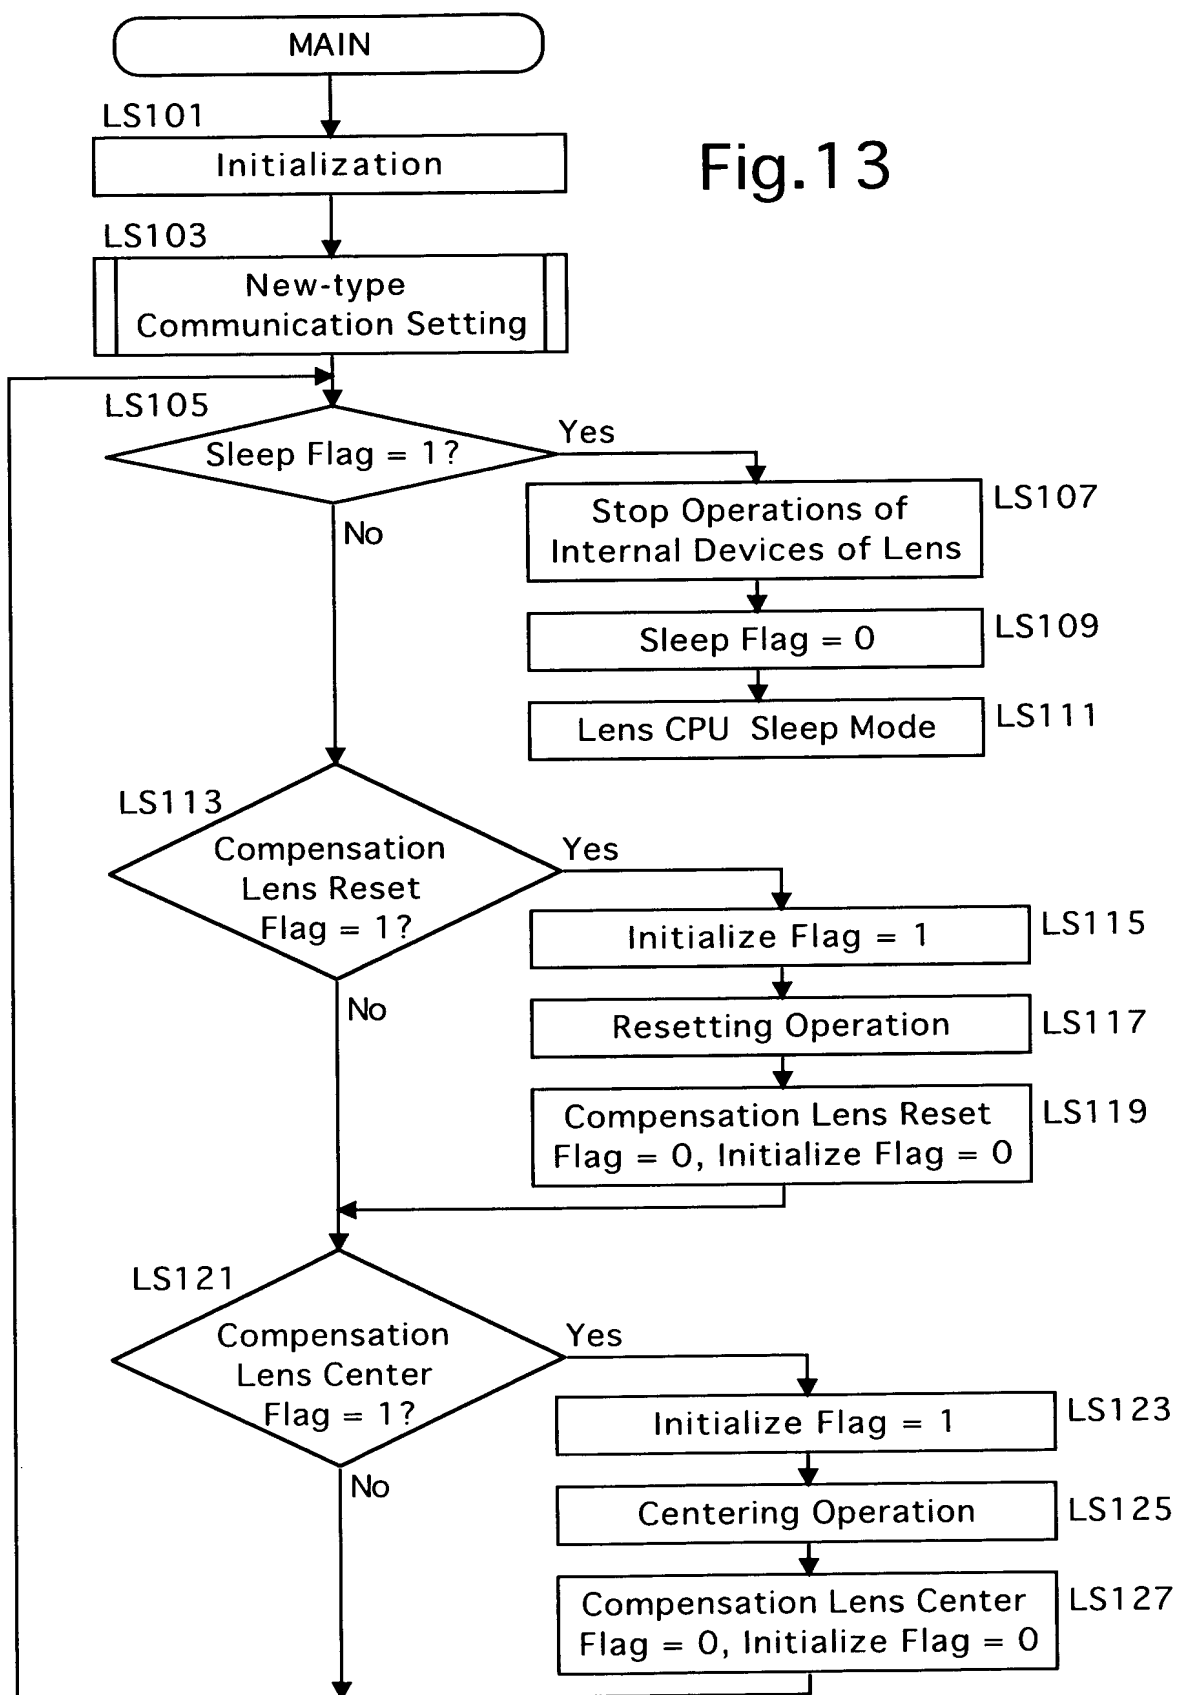 MAIN
LS101
Initialization
Fig.13
LS103
New-type
Communication Setting
LS105
Sleep Flag = 1?
Yes
No
Stop Operations of
Internal Devices of Lens
LS107
Sleep Flag = 0
LS109
Lens CPU Sleep Mode
LS111
LS113
Compensation
Lens Reset
Flag = 1?
Yes
No
Initialize Flag = 1
LS115
Resetting Operation
LS117
Compensation Lens Reset
Flag = 0, Initialize Flag = 0
LS119
LS121
Compensation
Lens Center
Flag = 1?
Yes
No
Initialize Flag = 1
LS123
Centering Operation
LS125
Compensation Lens Center
Flag = 0, Initialize Flag = 0
LS127